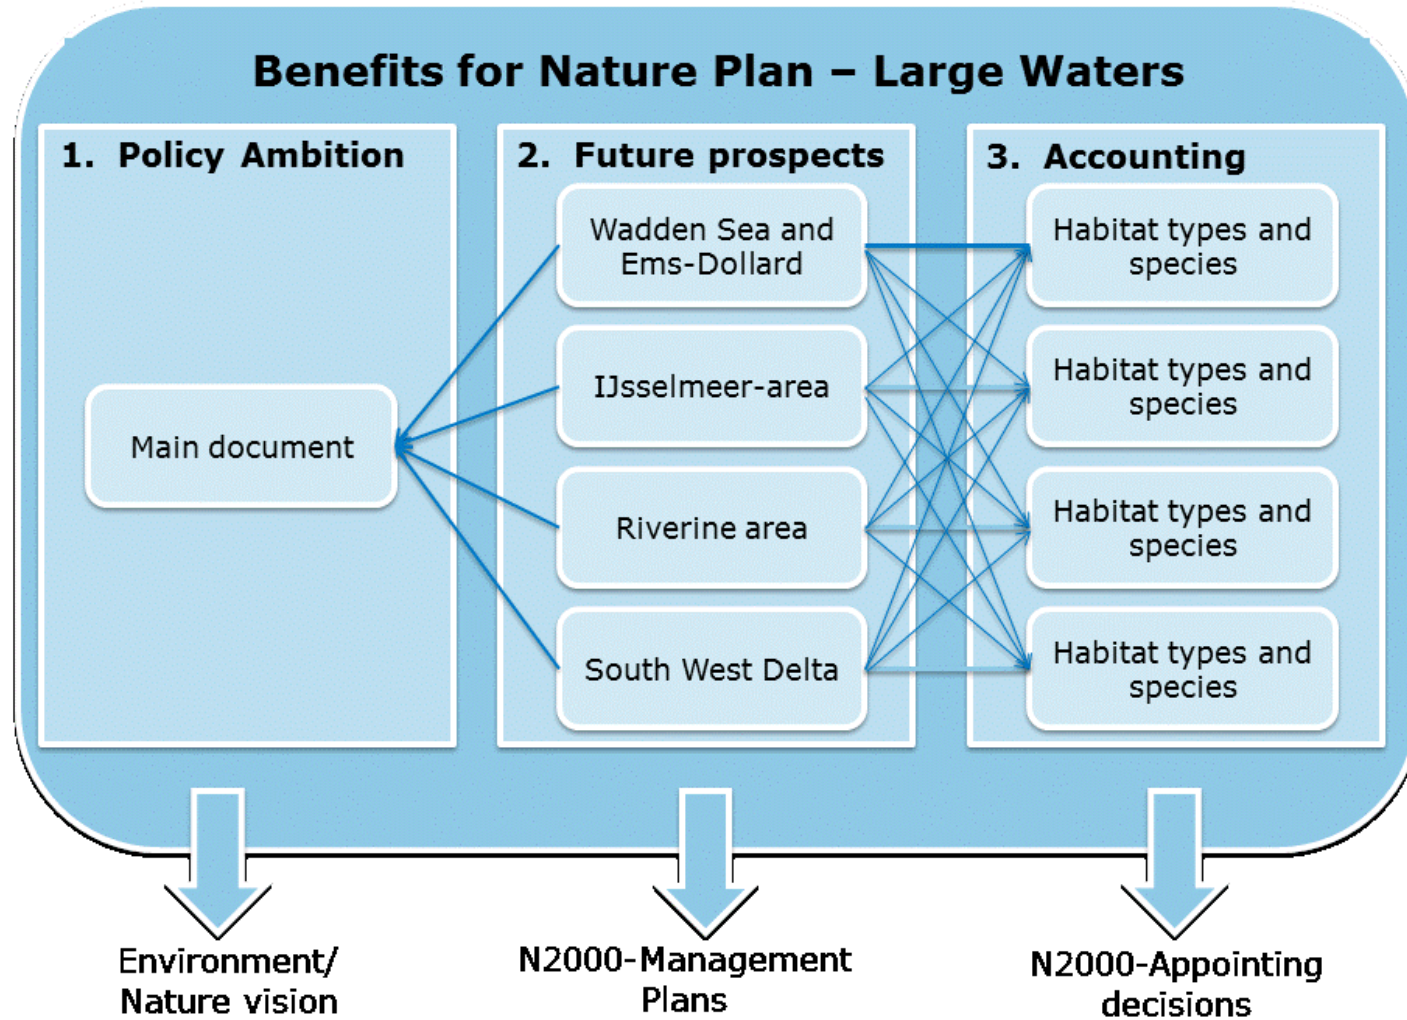 Benefits for Nature Plan – Large Waters
1. Policy Ambition
Main document
2. Future prospects
Wadden Sea and
Ems-Dollard
IJsselmeer-area
Riverine area
South West Delta
3. Accounting
Habitat types and
species
Habitat types and
species
Habitat types and
species
Habitat types and
species
Environment/
Nature vision
N2000-Management
Plans
N2000-Appointing
decisions